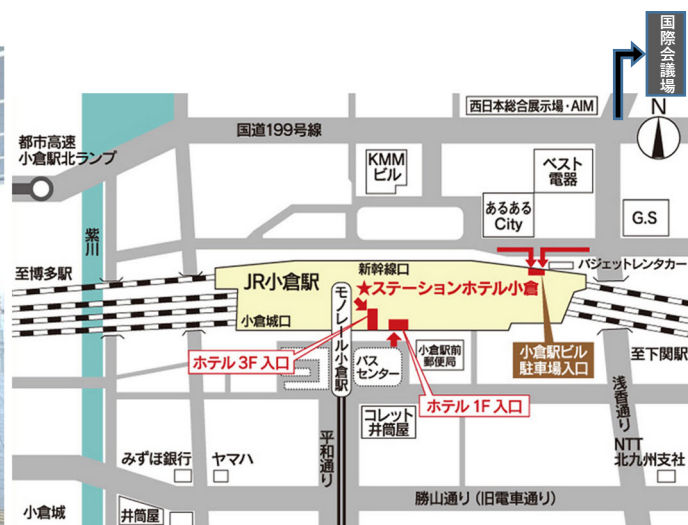 国際会議場
N
西日本総合展示場・AIM
国道199号線
都市高速
小倉駅北ランプ
KMM
ビル
ベスト
電器
あるある
City
G.S
紫川
至博多駅
新幹線口
バジェットレンタカー
JR小倉駅
★ステーションホテル小倉
モノレール小倉駅
小倉城口
ホテル 3F 入口
バス
センター
小倉駅前
郵便局
小倉駅ビル
駐車場入口
至下関駅
ホテル 1F 入口
浅香通り
コレット
井筒屋
平和通り
みずほ銀行
ヤマハ
NTT
北九州支社
勝山通り(旧電車通り)
小倉城
井筒屋